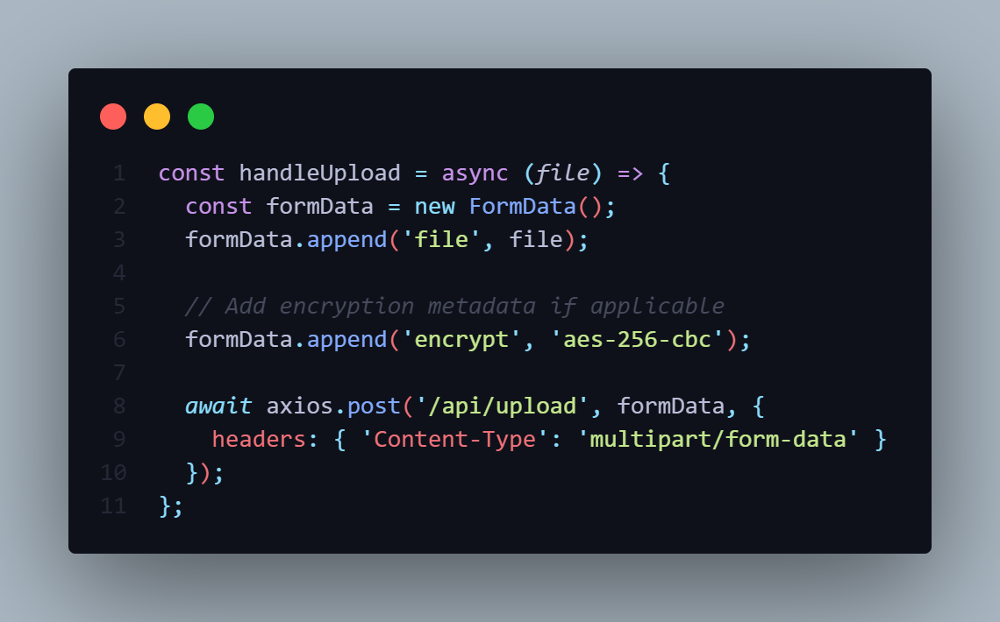 1 const handleUpload = async (file) => {
2   const formData = new FormData();
3   formData.append('file', file);
4
5   // Add encryption metadata if applicable
6   formData.append('encrypt', 'aes-256-cbc');
7
8   await axios.post('/api/upload', formData, {
9     headers: { 'Content-Type': 'multipart/form-data' }
10   });
11 };